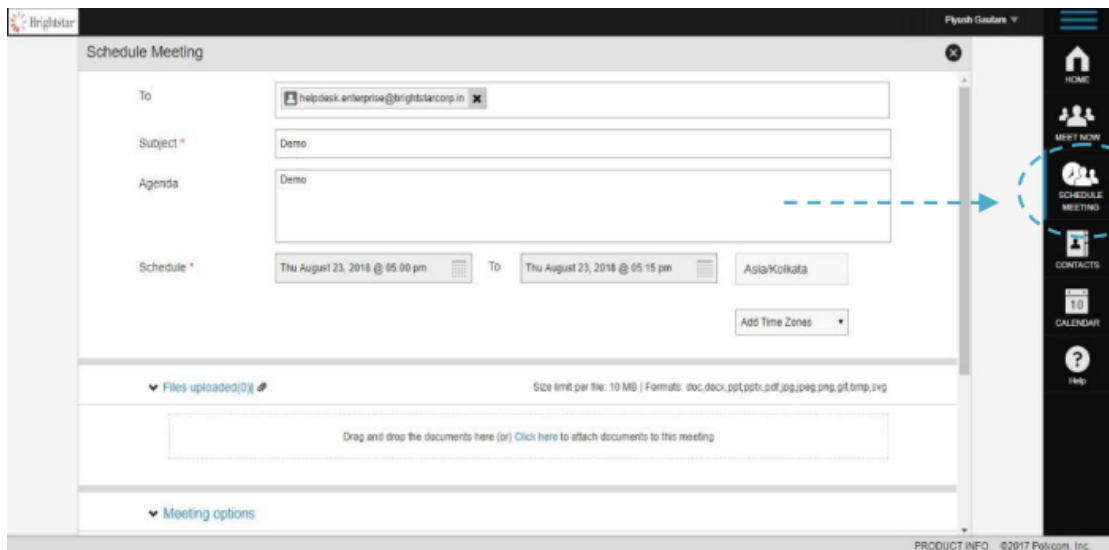 Brightstar
Piyush Gautam
Schedule Meeting
HOME
MEET NOW
SCHEDULE
MEETING
CONTACTS
10
CALENDAR
Help
To
helpdesk.enterprise@brightstarcorp.in
Subject *
Demo
Agenda
Demo
Schedule *
Thu August 23, 2018 @ 05:00 pm
To
Thu August 23, 2018 @ 05:15 pm
Asia/Kolkata
Add Time Zones
Files uploaded(0)|
Size limit per file: 10 MB | Formats: doc,docx,ppt,pptx,pdf,jpg,jpeg,png,gif,bmp,svg
Drag and drop the documents here (or) Click here to attach documents to this meeting
Meeting options
PRODUCT INFO ©2017 Polycom, Inc.